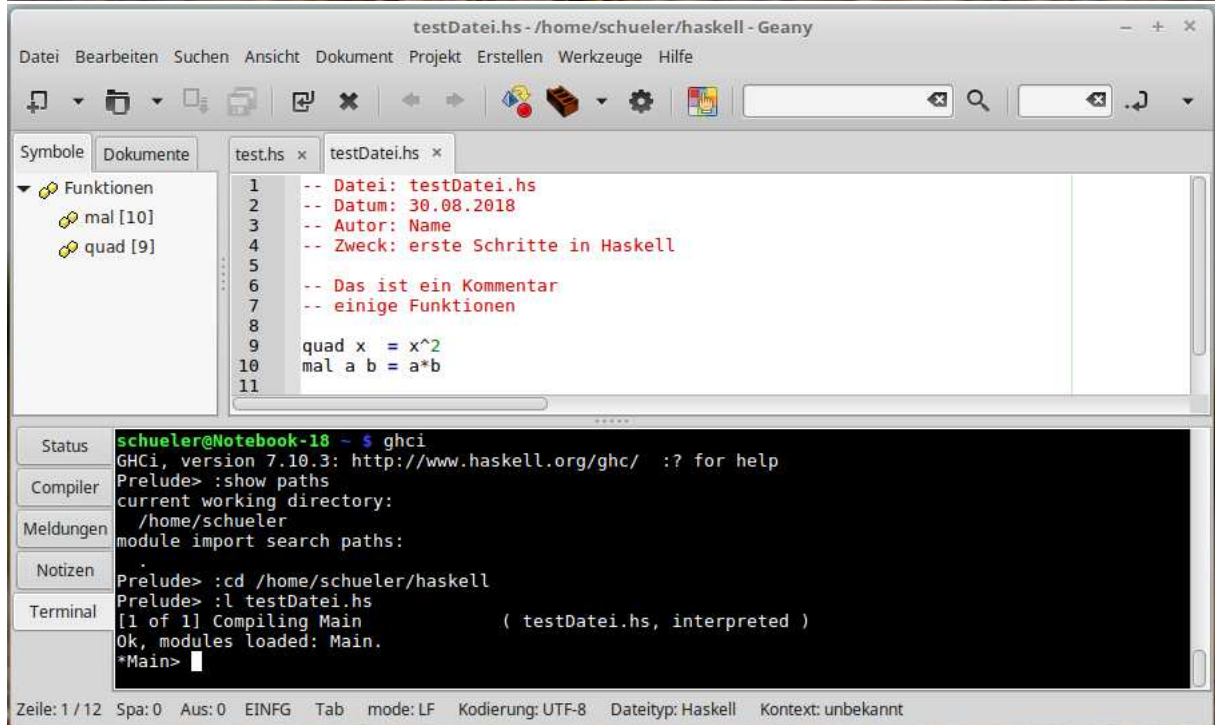 testDatei.hs - /home/schueler/haskell - Geany
Datei Bearbeiten Suchen Ansicht Dokument Projekt Erstellen Werkzeuge Hilfe
Symbole Dokumente
test.hs × testDatei.hs ×
Funktionen
mal [10]
quad [9]
1 -- Datei: testDatei.hs
2 -- Datum: 30.08.2018
3 -- Autor: Name
4 -- Zweck: erste Schritte in Haskell
5
6 -- Das ist ein Kommentar
7 -- einige Funktionen
8
9 quad x  = x^2
10 mal a b = a*b
11
Status
Compiler
Meldungen
Notizen
Terminal
schueler@Notebook-18 ~ $ ghci
GHCi, version 7.10.3: http://www.haskell.org/ghc/  :? for help
Prelude> :show paths
current working directory:
  /home/schueler
module import search paths:
  .
Prelude> :cd /home/schueler/haskell
Prelude> :l testDatei.hs
[1 of 1] Compiling Main             ( testDatei.hs, interpreted )
Ok, modules loaded: Main.
*Main>
Zeile: 1 / 12 Spa: 0 Aus: 0 EINFG Tab mode: LF Kodierung: UTF-8 Dateityp: Haskell Kontext: unbekannt